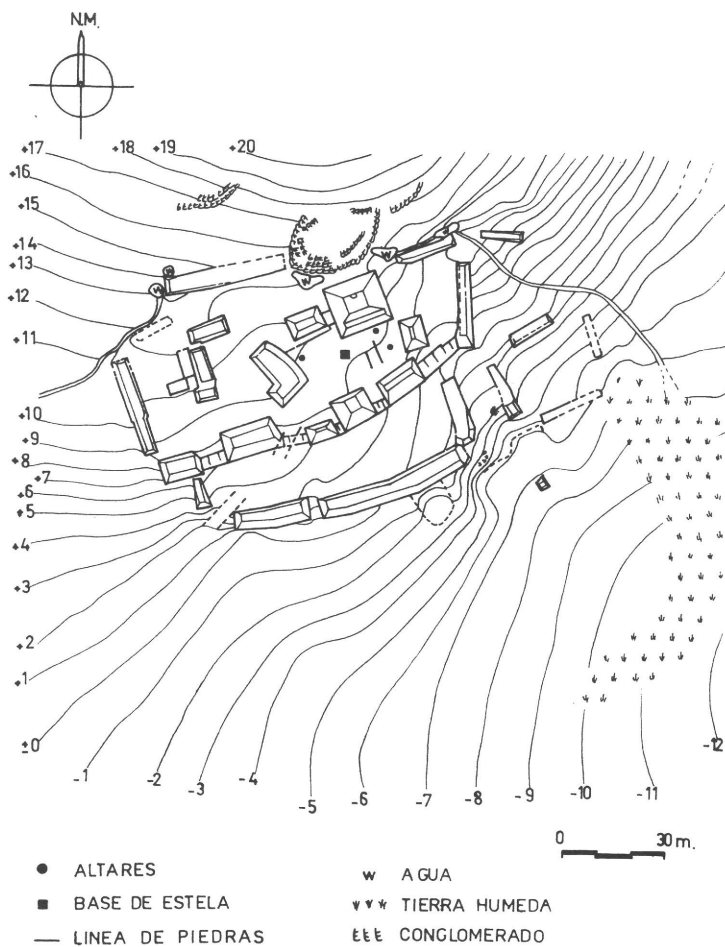 N.M.
+17 +18 +19 +20
+16
+15
+14
+13
+12
+11
+10
+9
+8
+7
+6
+5
+4
+3
+2
+1
±0
-1 -2 -3 -4 -5 -6 -7 -8 -9 -10 -11 -12
W W W W
0 30 m.
ALTARES
BASE DE ESTELA
LINEA DE PIEDRAS
W AGUA
TIERRA HUMEDA
CONGLOMERADO